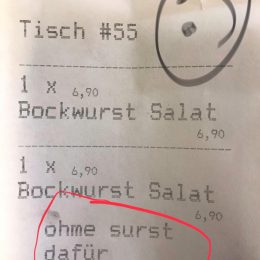 Tisch #55
1 x 6,90
Bockwurst Salat
6,90
1 x 6,90
Bockwurst Salat
6,90
ohme surst
dafür